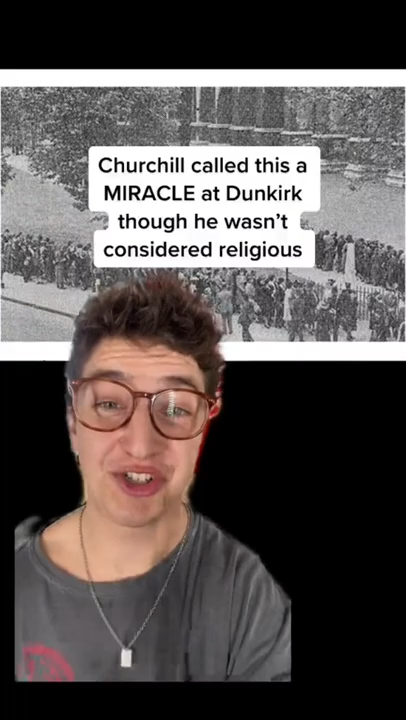 Churchill called this a
MIRACLE at Dunkirk
though he wasn't
considered religious